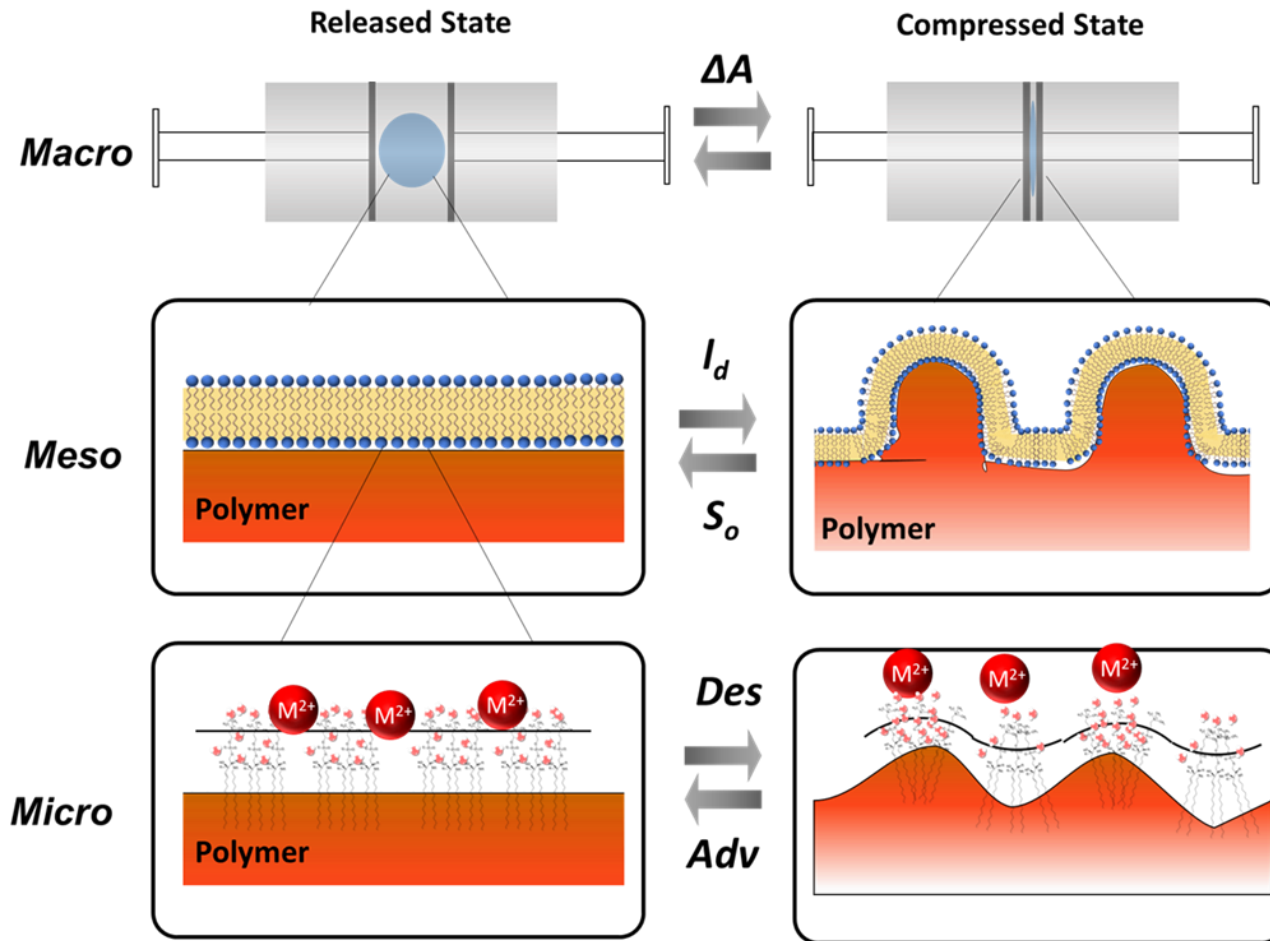 Released State
Compressed State
ΔA
Macro
I_d
Meso
S_o
Polymer
Polymer
M²⁺
M²⁺
M²⁺
M²⁺
M²⁺
M²⁺
Des
Micro
Adv
Polymer